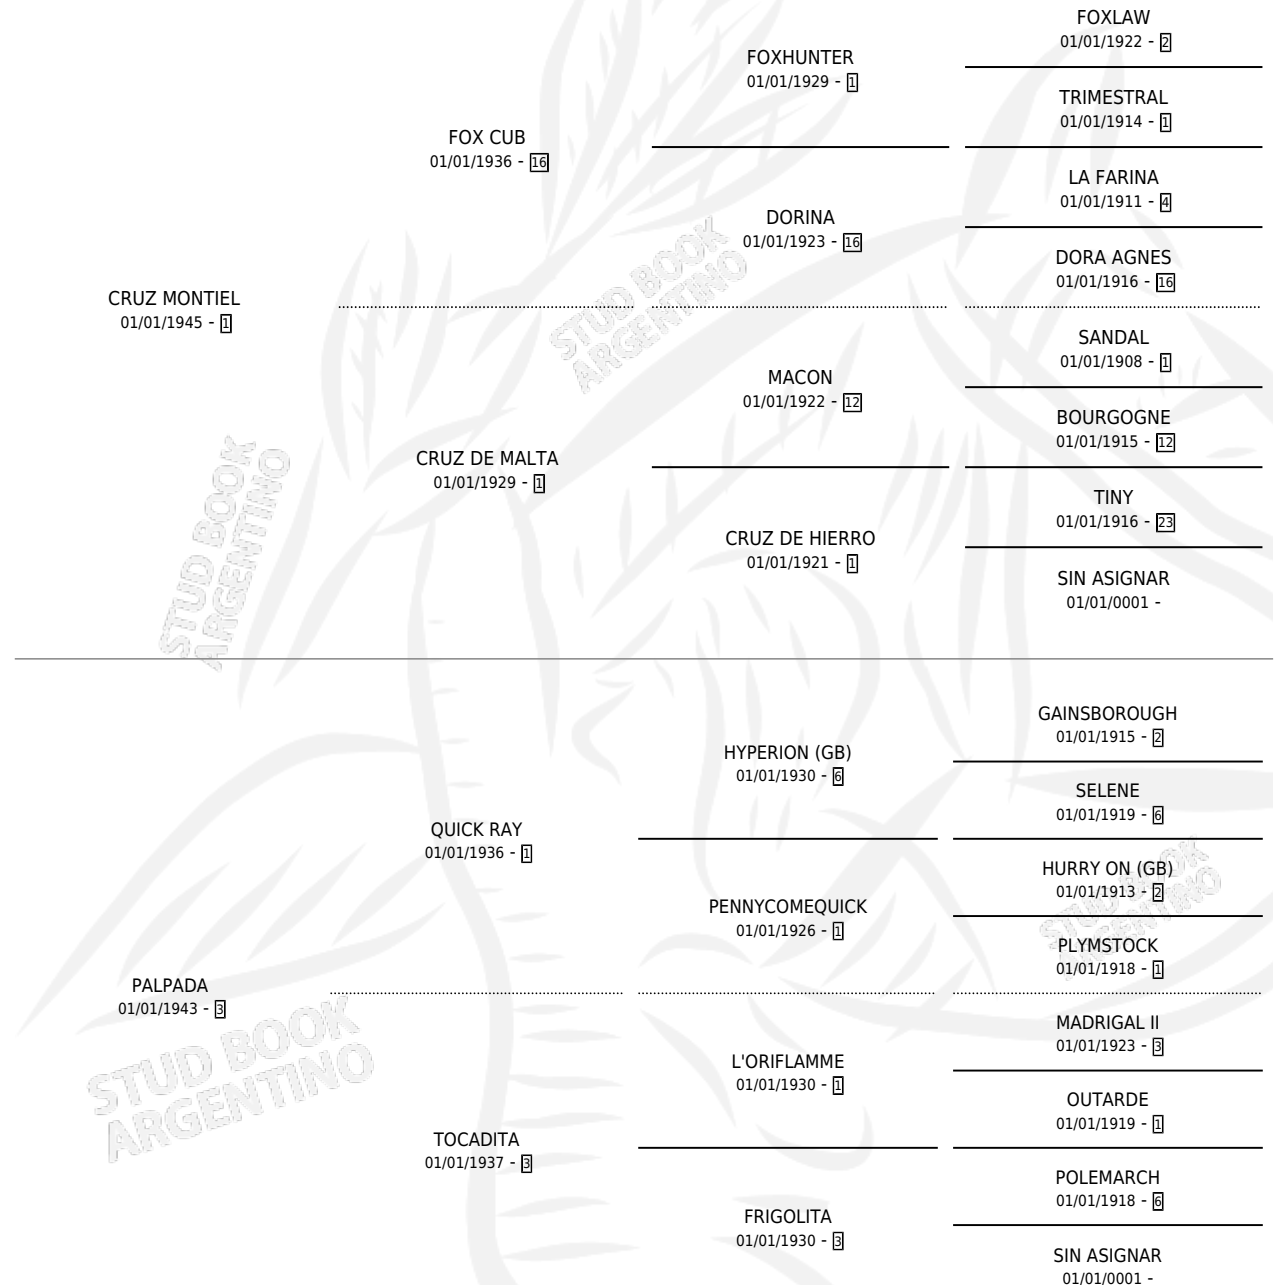 FOXLAW
01/01/1922 - 2
FOXHUNTER
01/01/1929 - 1
TRIMESTRAL
01/01/1914 - 1
FOX CUB
01/01/1936 - 16
LA FARINA
01/01/1911 - 4
DORINA
01/01/1923 - 16
DORA AGNES
01/01/1916 - 16
CRUZ MONTIEL
01/01/1945 - 1
SANDAL
01/01/1908 - 1
MACON
01/01/1922 - 12
BOURGOGNE
01/01/1915 - 12
CRUZ DE MALTA
01/01/1929 - 1
TINY
01/01/1916 - 23
CRUZ DE HIERRO
01/01/1921 - 1
SIN ASIGNAR
01/01/0001 -
GAINSBOROUGH
01/01/1915 - 2
HYPERION (GB)
01/01/1930 - 6
SELENE
01/01/1919 - 6
QUICK RAY
01/01/1936 - 1
HURRY ON (GB)
01/01/1913 - 2
PENNYCOMEQUICK
01/01/1926 - 1
PLYMSTOCK
01/01/1918 - 1
PALPADA
01/01/1943 - 3
MADRIGAL II
01/01/1923 - 3
L'ORIFLAMME
01/01/1930 - 1
OUTARDE
01/01/1919 - 1
TOCADITA
01/01/1937 - 3
POLEMARCH
01/01/1918 - 6
FRIGOLITA
01/01/1930 - 3
SIN ASIGNAR
01/01/0001 -
STUD BOOK
ARGENTINO
STUD BOOK
ARGENTINO
STUD BOOK
ARGENTINO
STUD BOOK
ARGENTINO